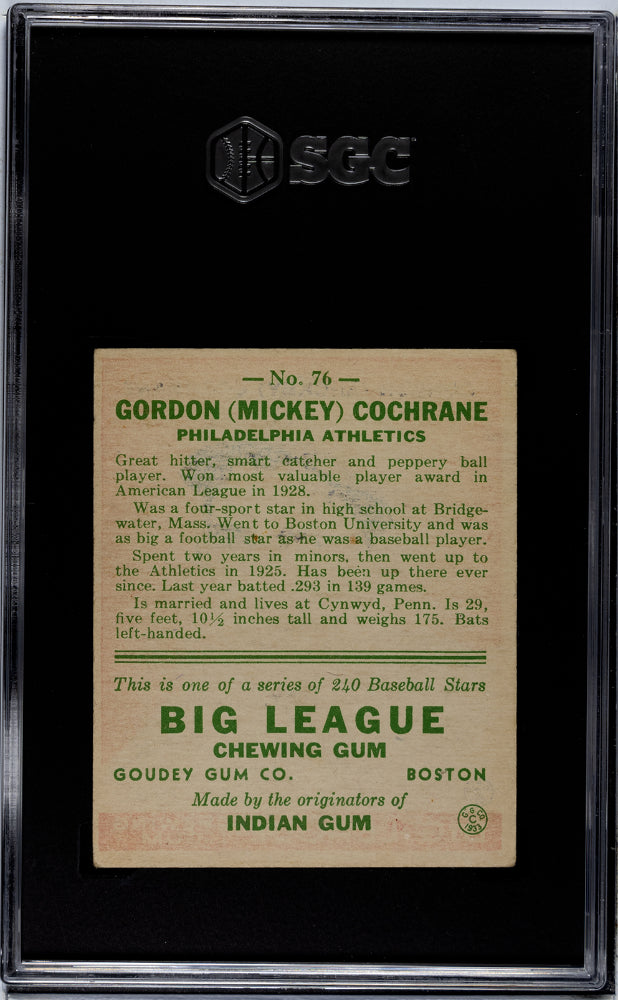 SGC
— No. 76 —
GORDON (MICKEY) COCHRANE
PHILADELPHIA ATHLETICS
Great hitter, smart catcher and peppery ball
player. Won most valuable player award in
American League in 1928.
Was a four-sport star in high school at Bridge-
water, Mass. Went to Boston University and was
as big a football star as he was a baseball player.
Spent two years in minors, then went up to
the Athletics in 1925. Has been up there ever
since. Last year batted .293 in 139 games.
Is married and lives at Cynwyd, Penn. Is 29,
five feet, 10½ inches tall and weighs 175. Bats
left-handed.
This is one of a series of 240 Baseball Stars
BIG LEAGUE
CHEWING GUM
GOUDEY GUM CO. BOSTON
Made by the originators of
INDIAN GUM
G. G. CO. C 1933